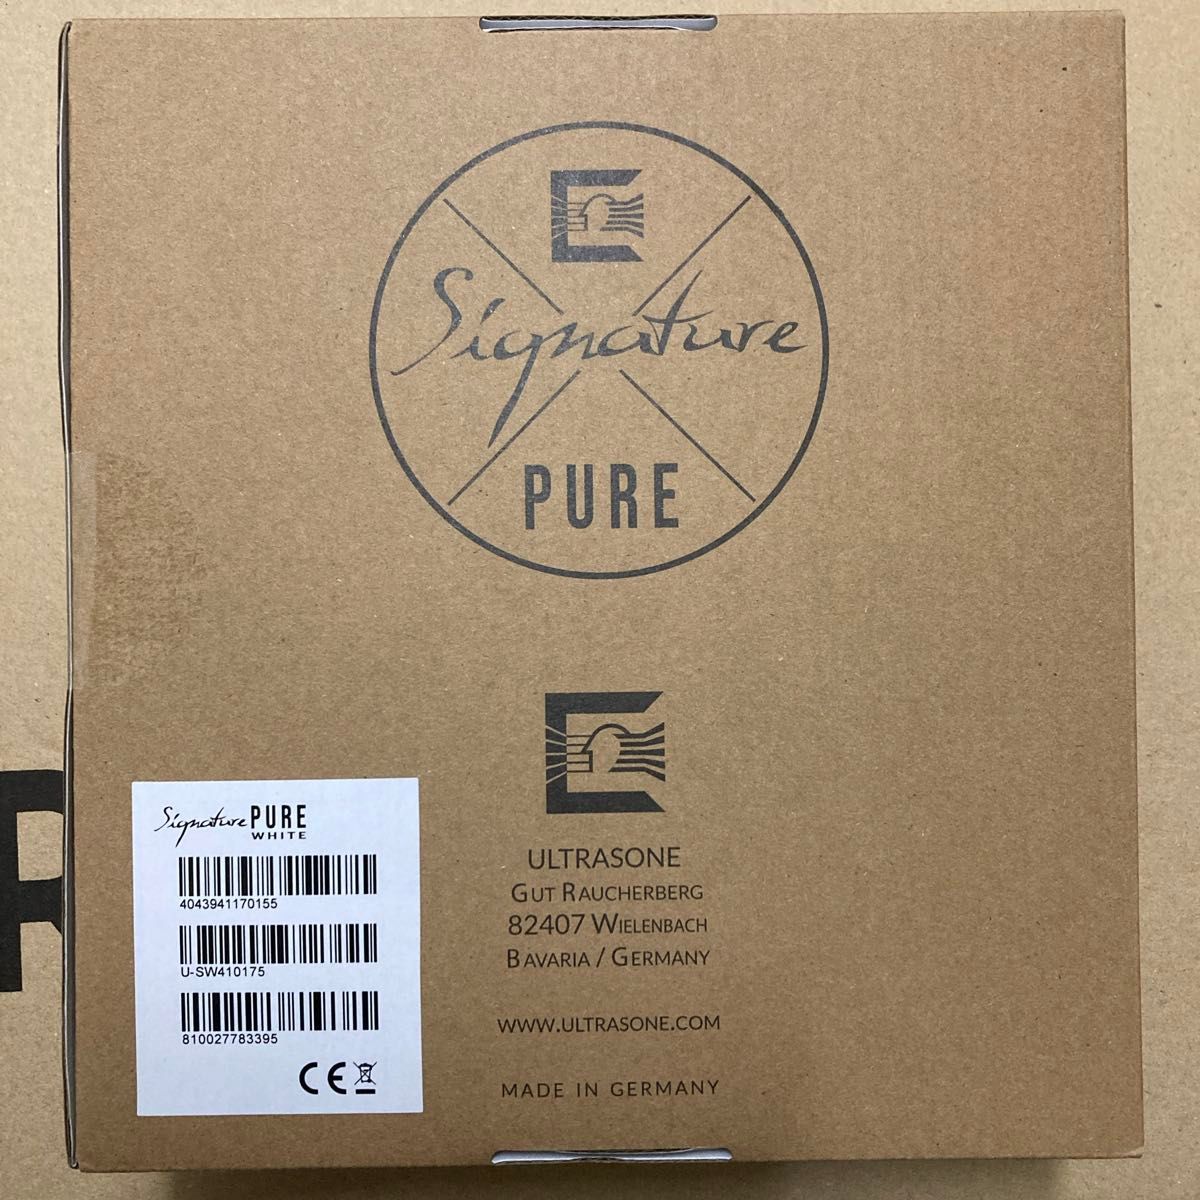 Signature
PURE
ULTRASONE
GUT RAUCHERBERG
82407 WIELENBACH
BAVARIA / GERMANY
WWW.ULTRASONE.COM
MADE IN GERMANY
Signature PURE
WHITE
4043941170155
U-SW410175
810027783395
CE
R